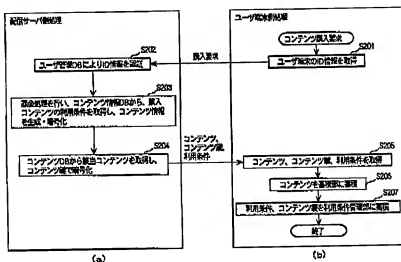 配信サーバ側処理
S202
ユーザ管理DBによりID情報を認証
S203
課金処理を行い、コンテンツ情報DBから、購入
コンテンツの利用条件を取得し、コンテンツ情報
を生成・暗号化
S204
コンテンツDBから該当コンテンツを取得し、
コンテンツ鍵で暗号化
(a)
購入要求
コンテンツ、
コンテンツ鍵、
利用条件
ユーザ端末側処理
コンテンツ購入要求
S201
ユーザ端末のID情報を取得
S205
コンテンツ、コンテンツ鍵、利用条件を取得
S206
コンテンツを蓄積部に蓄積
S207
利用条件、コンテンツ鍵を利用条件管理部に蓄積
終了
(b)